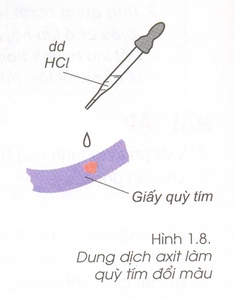 dd
HCl
Giấy quỳ tím
Hình 1.8.
Dung dịch axit làm
quỳ tím đổi màu